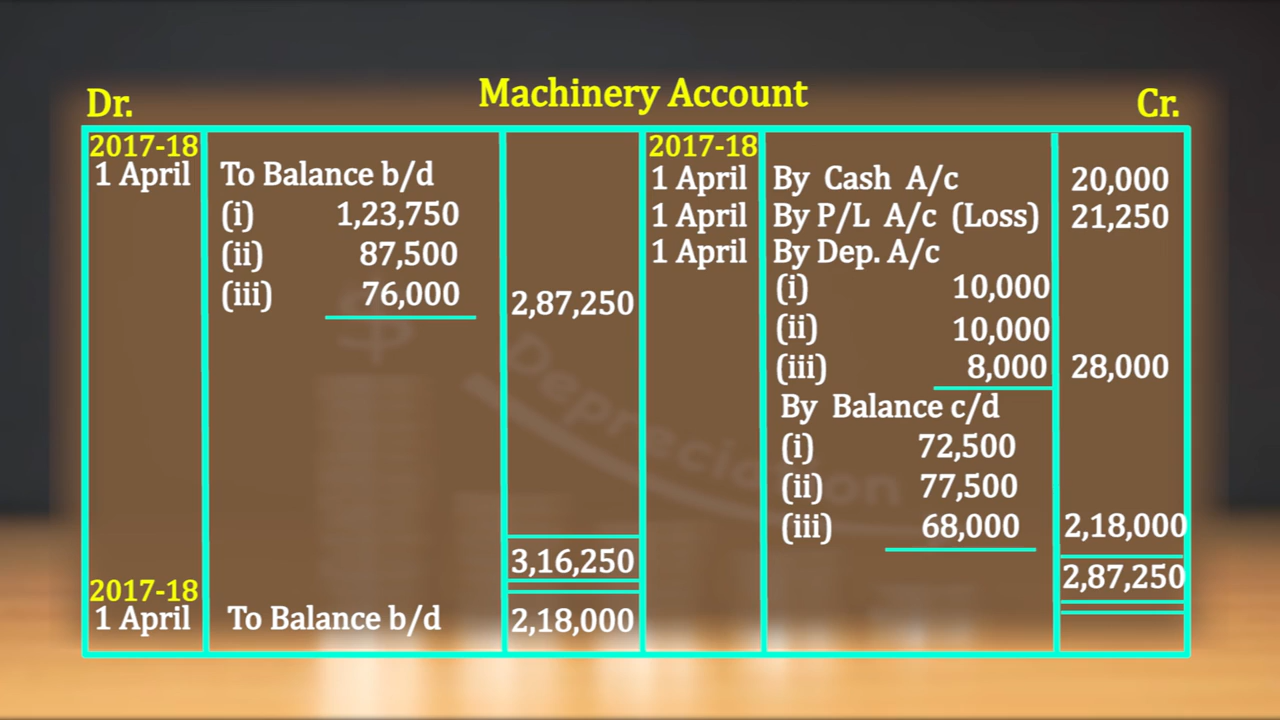 Machinery Account
Dr.
Cr.
2017-18
1 April To Balance b/d
(i) 1,23,750
(ii) 87,500
(iii) 76,000 2,87,250
3,16,250
2017-18
1 April To Balance b/d 2,18,000
2017-18
1 April By Cash A/c 20,000
1 April By P/L A/c (Loss) 21,250
1 April By Dep. A/c
(i) 10,000
(ii) 10,000
(iii) 8,000 28,000
By Balance c/d
(i) 72,500
(ii) 77,500
(iii) 68,000 2,18,000
2,87,250
$
Depreciation